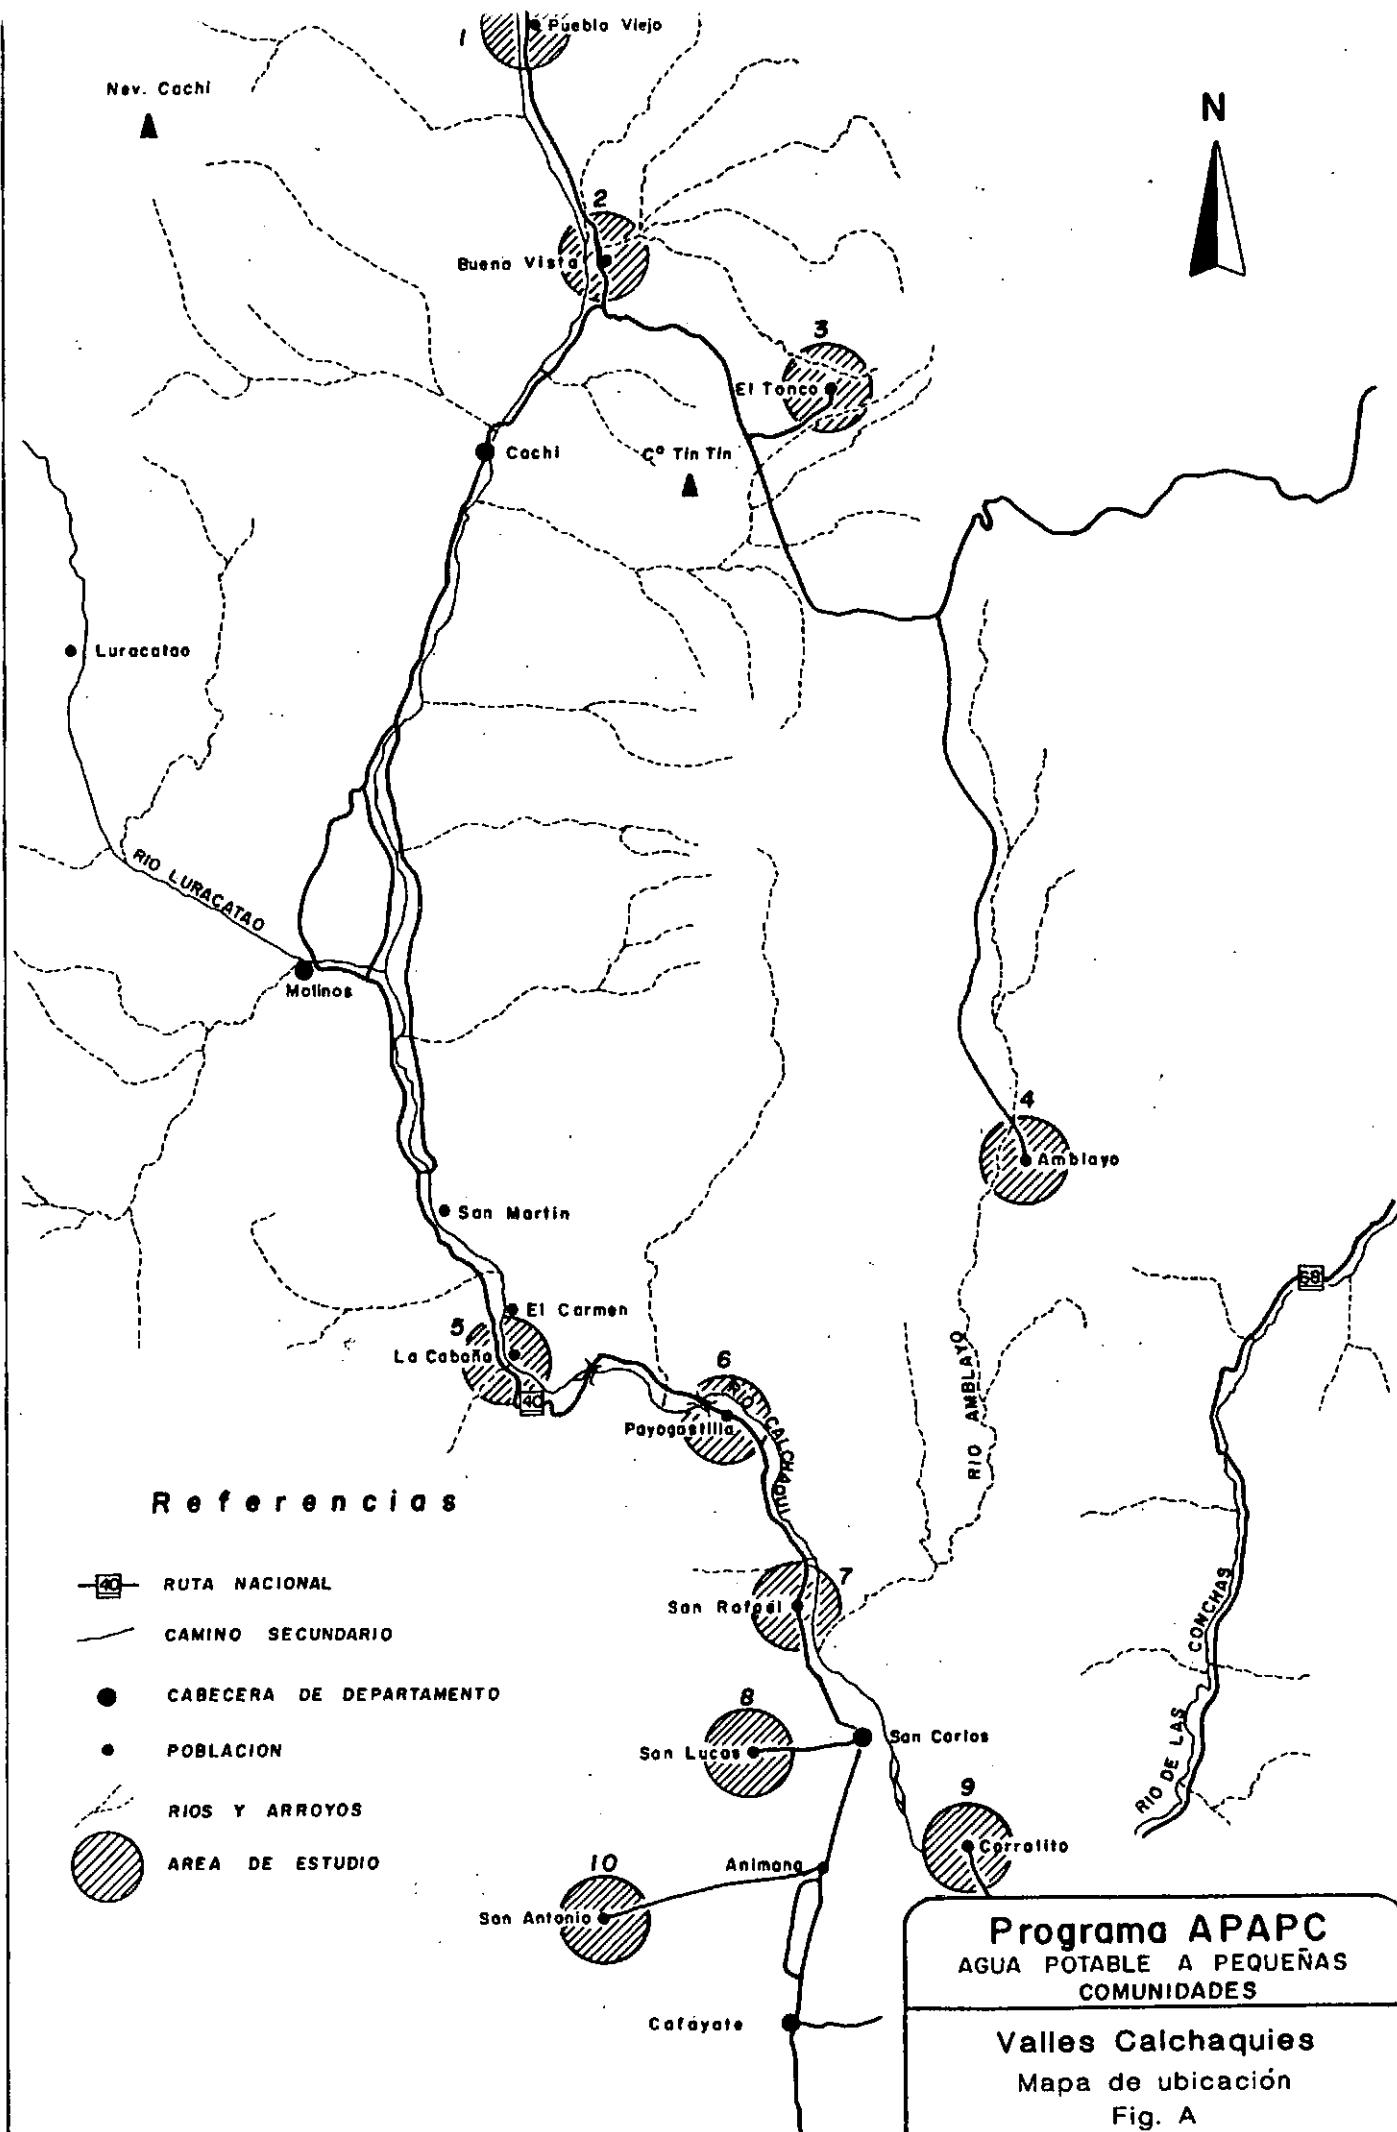 1
Pueblo Viejo
Nev. Cachi
N
2
Buena Vista
3
El Tonco
Cachi
Cº Tin Tin
Luracatao
RIO LURACATAO
Molinos
4
Amblayo
San Martin
68
El Carmen
5
La Cabaña
40
6
RIO CALCHAQUI
Payogastilla
RIO AMBLAYO
Referencias
40 RUTA NACIONAL
CAMINO SECUNDARIO
CABECERA DE DEPARTAMENTO
POBLACION
RIOS Y ARROYOS
AREA DE ESTUDIO
7
San Rafael
RIO DE LAS CONCHAS
8
San Lucas
San Carlos
9
Corralito
10
Animana
San Antonio
Cafayate
Programa APAPC
AGUA POTABLE A PEQUEÑAS
COMUNIDADES
Valles Calchaquies
Mapa de ubicación
Fig. A